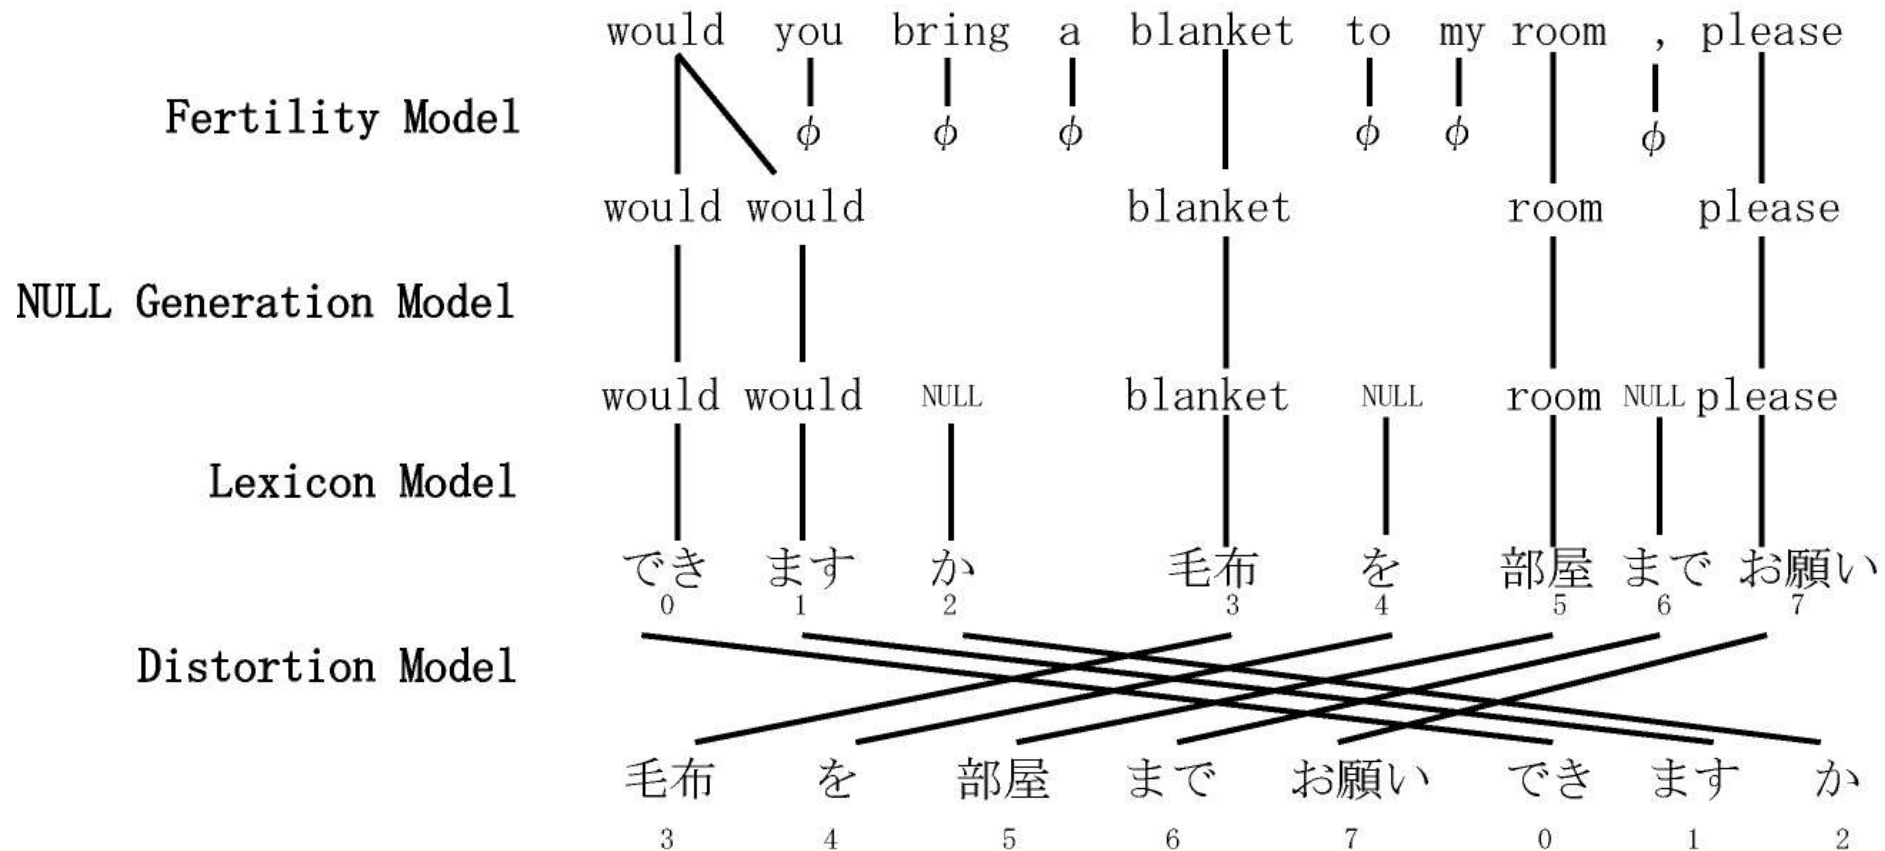 would you bring a blanket to my room , please
Fertility Model
ϕ ϕ ϕ ϕ ϕ ϕ
would would blanket room please
NULL Generation Model
would would NULL blanket NULL room NULL please
Lexicon Model
でき ます か 毛布 を 部屋 まで お願い
0 1 2 3 4 5 6 7
Distortion Model
毛布 を 部屋 まで お願い でき ます か
3 4 5 6 7 0 1 2